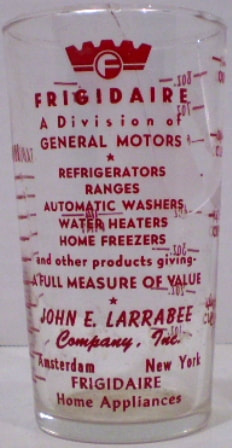 F
FRIGIDAIRE
A Division of
GENERAL MOTORS
★
REFRIGERATORS
RANGES
AUTOMATIC WASHERS
WATER HEATERS
HOME FREEZERS
and other products giving-
A FULL MEASURE OF VALUE
★
JOHN E. LARRABEE
Company, Inc.
Amsterdam New York
FRIGIDAIRE
Home Appliances